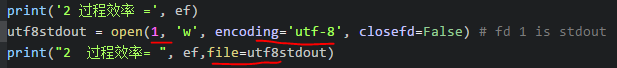 print('2 过程效率 =', ef)
utf8stdout = open(1, 'w', encoding='utf-8', closefd=False) # fd 1 is stdout
print("2  过程效率= ", ef,file=utf8stdout)